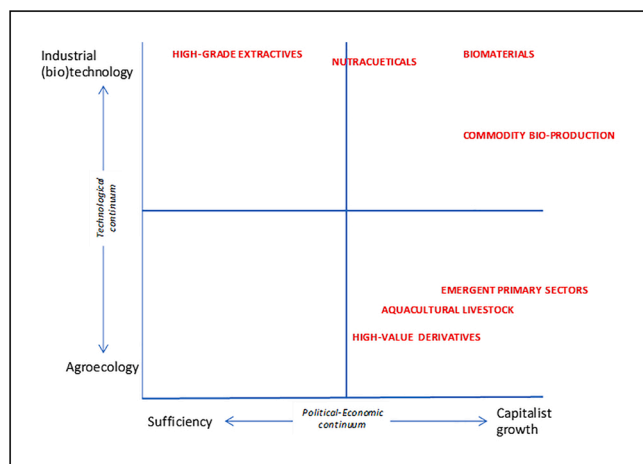 Industrial
(bio)technology
HIGH-GRADE EXTRACTIVES
NUTRACUETICALS
BIOMATERIALS
COMMODITY BIO-PRODUCTION
Technological
continuum
EMERGENT PRIMARY SECTORS
AQUACULTURAL LIVESTOCK
HIGH-VALUE DERIVATIVES
Agroecology
Sufficiency
Political-Economic
continuum
Capitalist
growth